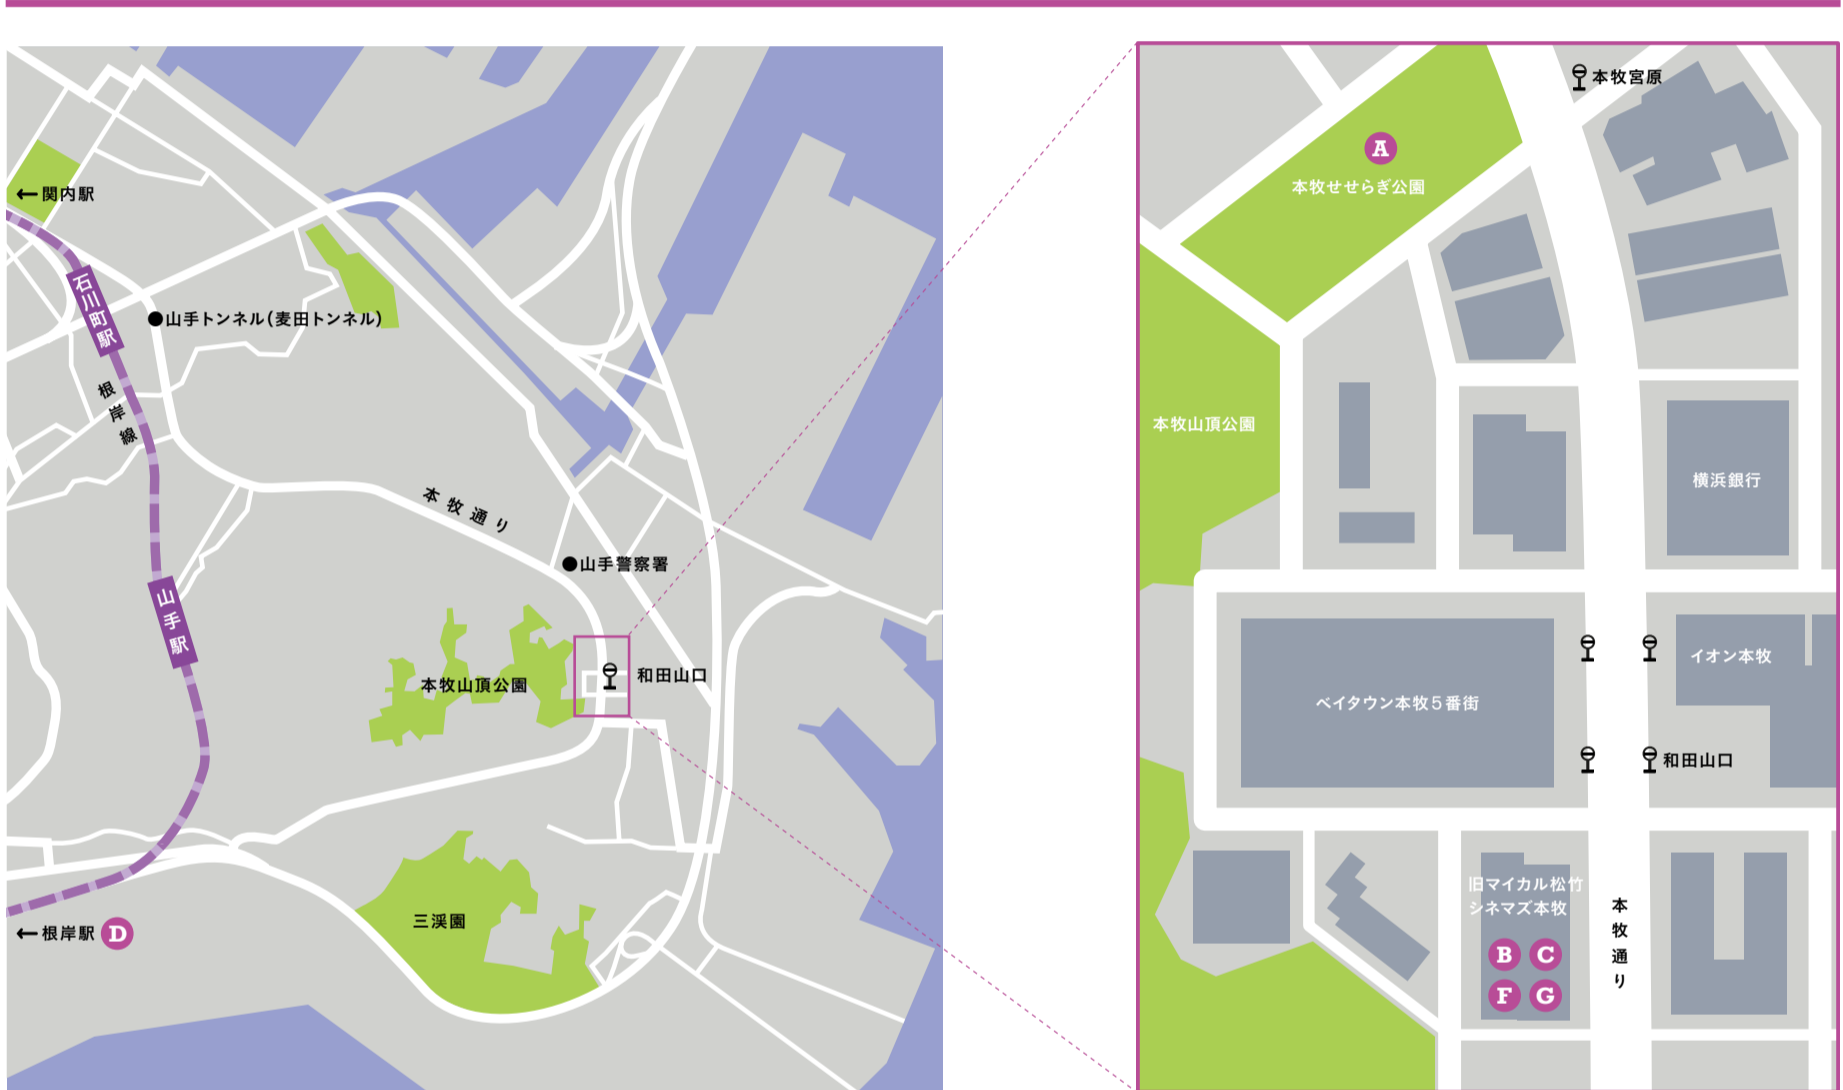 ←関内駅
石川町駅
●山手トンネル(麦田トンネル)
根岸線
本牧通り
●山手警察署
山手駅
本牧山頂公園
和田山口
三渓園
←根岸駅 D
本牧宮原
A
本牧せせらぎ公園
本牧山頂公園
横浜銀行
イオン本牧
ベイタウン本牧5番街
和田山口
旧マイカル松竹
シネマズ本牧
B C
F G
本牧通り